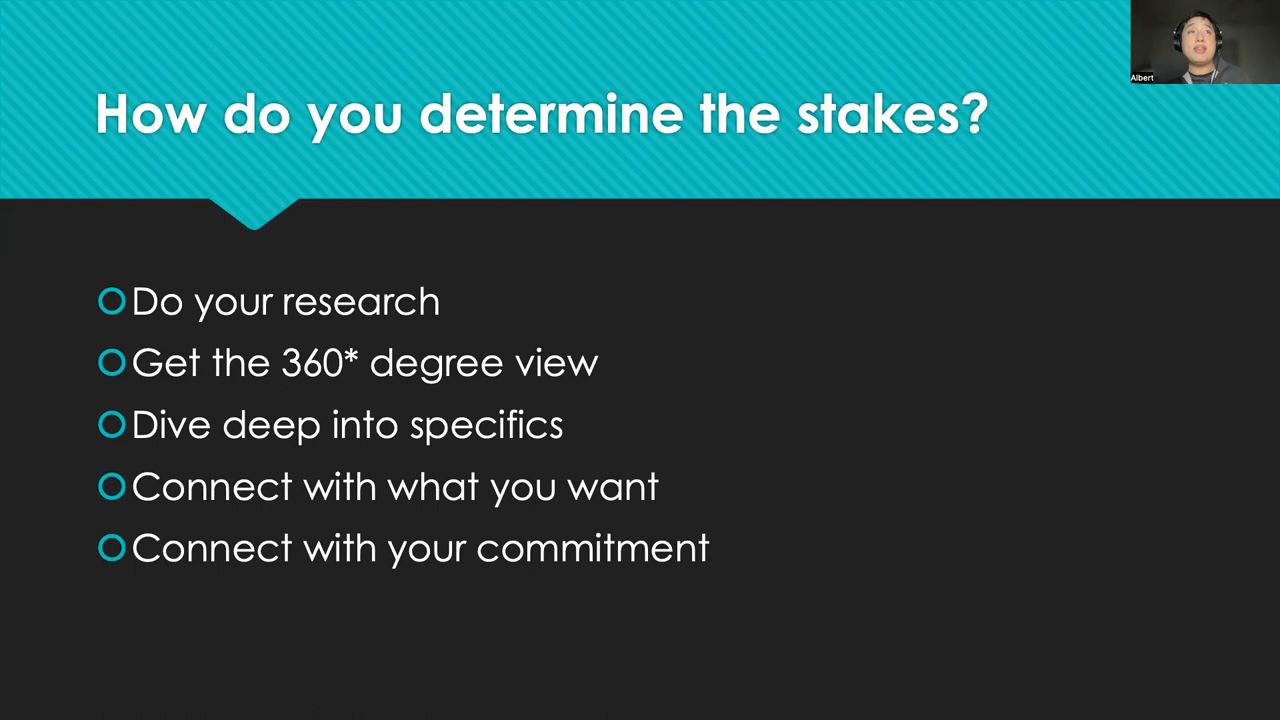 Albert
How do you determine the stakes?
Do your research
Get the 360* degree view
Dive deep into specifics
Connect with what you want
Connect with your commitment